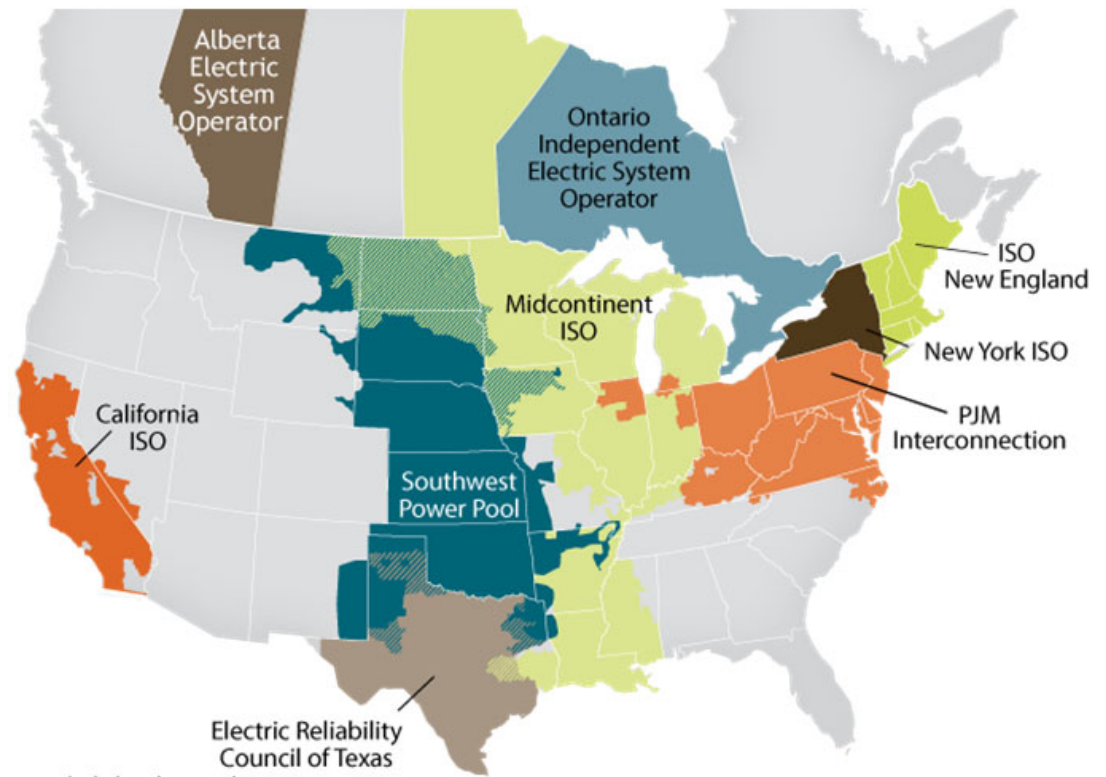 Alberta
Electric
System
Operator
Ontario
Independent
Electric System
Operator
ISO
New England
Midcontinent
ISO
New York ISO
California
ISO
PJM
Interconnection
Southwest
Power Pool
Electric Reliability
Council of Texas